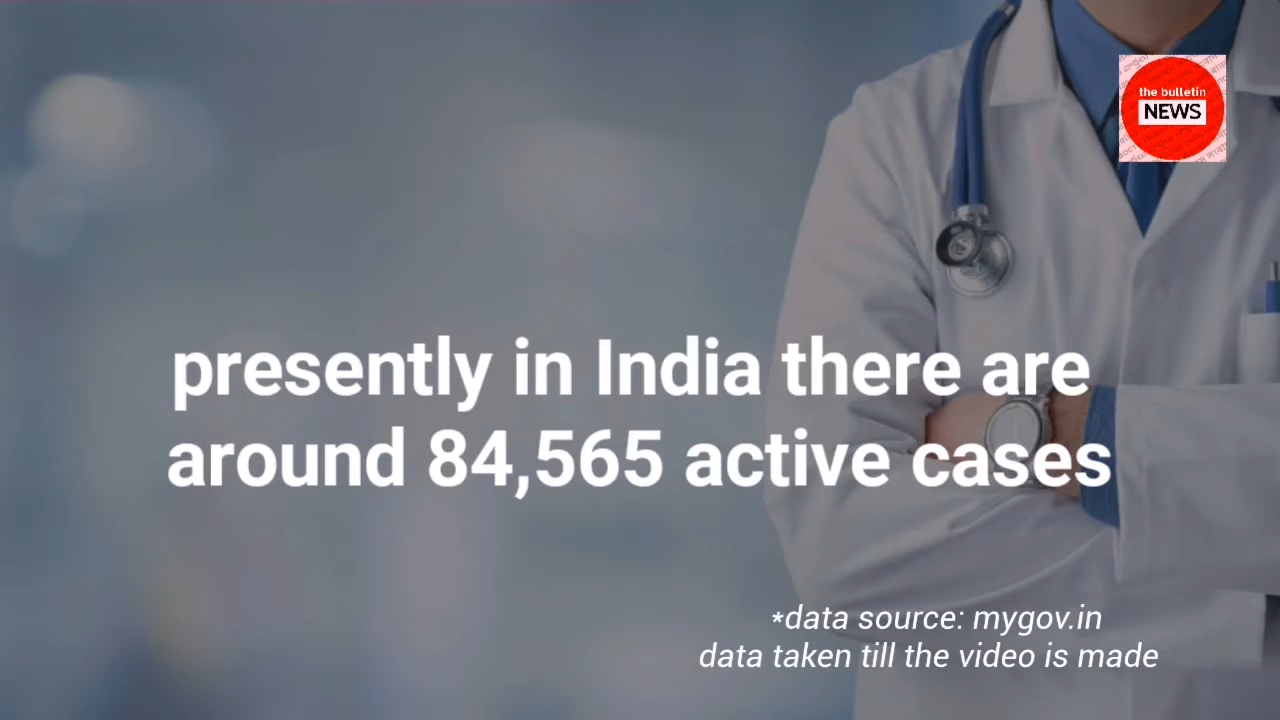 the bulletin
NEWS
presently in India there are
around 84,565 active cases
*data source: mygov.in
data taken till the video is made